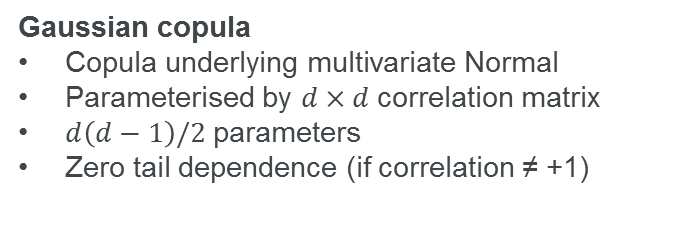 Gaussian copula
• Copula underlying multivariate Normal
• Parameterised by 𝑑 × 𝑑 correlation matrix
• 𝑑(𝑑 − 1)/2 parameters
• Zero tail dependence (if correlation ≠ +1)